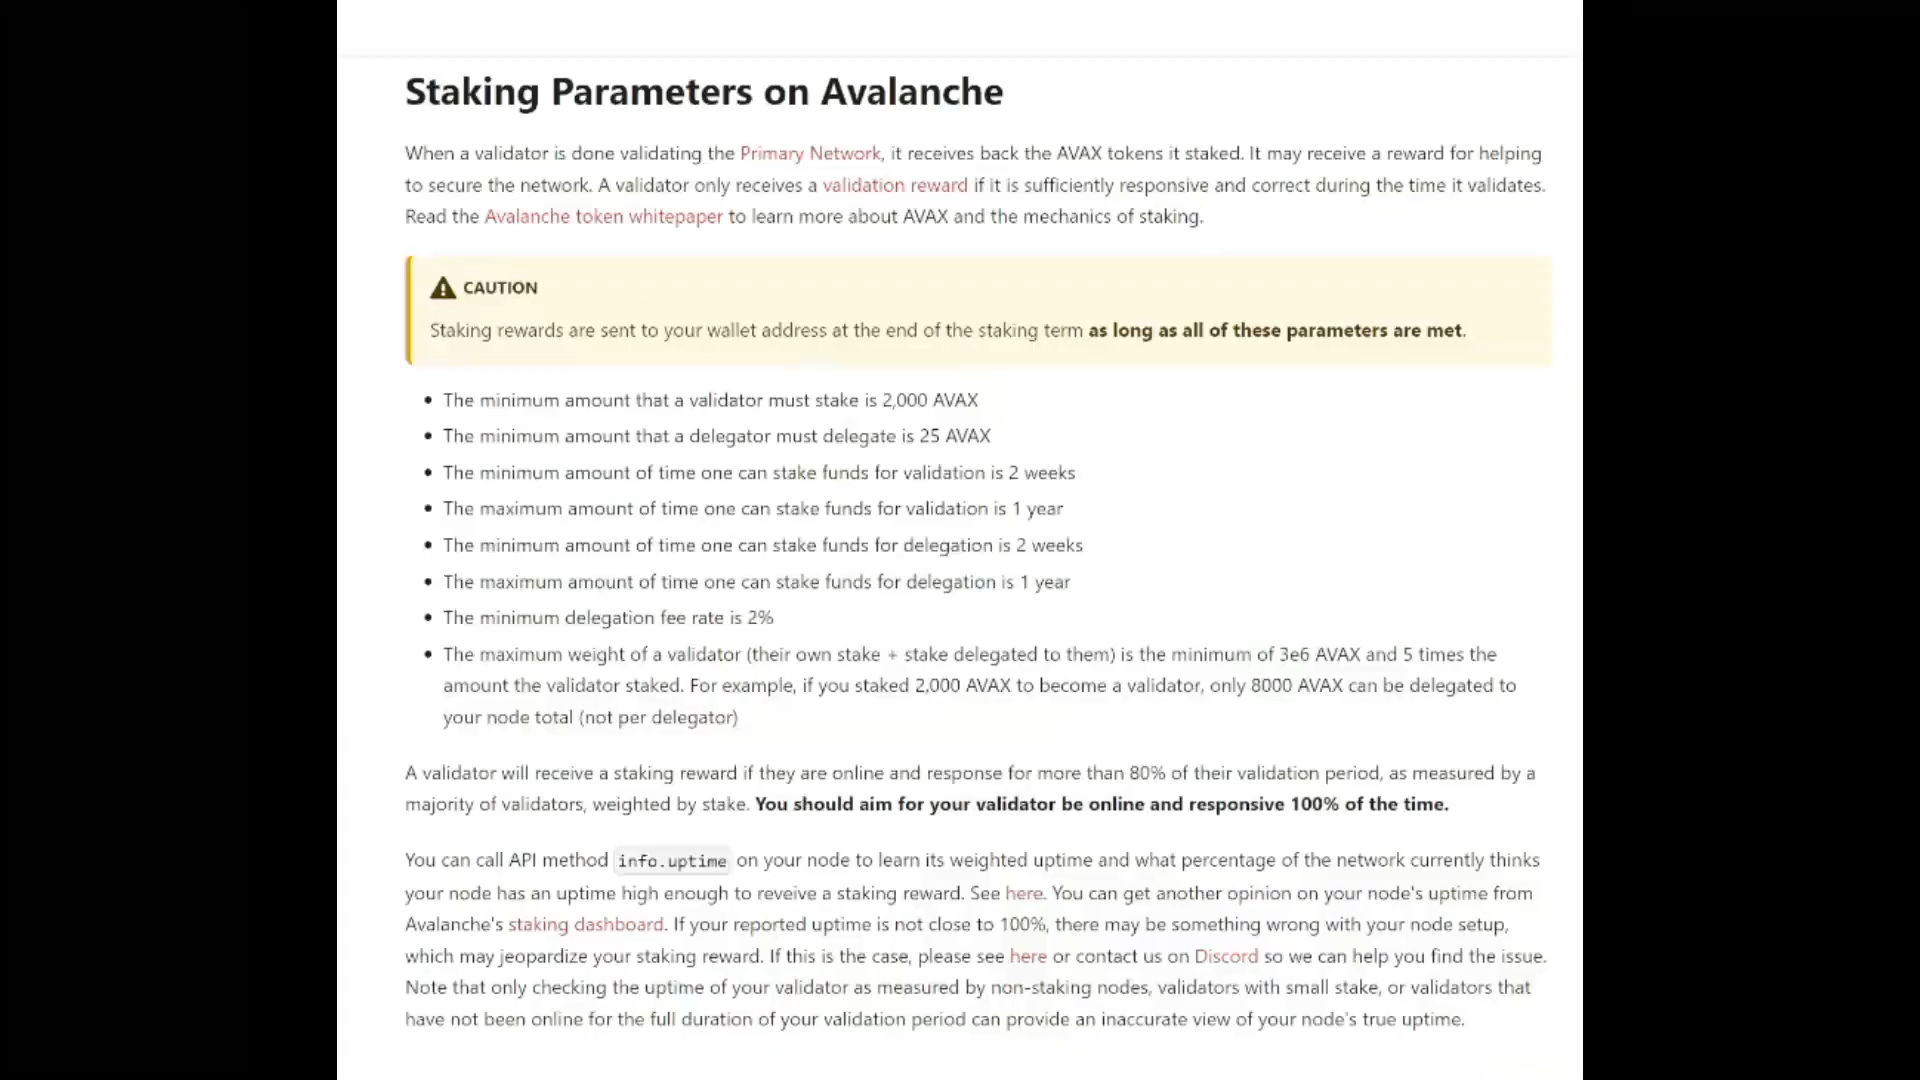 Staking Parameters on Avalanche
When a validator is done validating the Primary Network, it receives back the AVAX tokens it staked. It may receive a reward for helping
to secure the network. A validator only receives a validation reward if it is sufficiently responsive and correct during the time it validates.
Read the Avalanche token whitepaper to learn more about AVAX and the mechanics of staking.
CAUTION
Staking rewards are sent to your wallet address at the end of the staking term as long as all of these parameters are met.
• The minimum amount that a validator must stake is 2,000 AVAX
• The minimum amount that a delegator must delegate is 25 AVAX
• The minimum amount of time one can stake funds for validation is 2 weeks
• The maximum amount of time one can stake funds for validation is 1 year
• The minimum amount of time one can stake funds for delegation is 2 weeks
• The maximum amount of time one can stake funds for delegation is 1 year
• The minimum delegation fee rate is 2%
• The maximum weight of a validator (their own stake + stake delegated to them) is the minimum of 3e6 AVAX and 5 times the
amount the validator staked. For example, if you staked 2,000 AVAX to become a validator, only 8000 AVAX can be delegated to
your node total (not per delegator)
A validator will receive a staking reward if they are online and response for more than 80% of their validation period, as measured by a
majority of validators, weighted by stake. You should aim for your validator be online and responsive 100% of the time.
You can call API method info.uptime on your node to learn its weighted uptime and what percentage of the network currently thinks
your node has an uptime high enough to reveive a staking reward. See here. You can get another opinion on your node's uptime from
Avalanche's staking dashboard. If your reported uptime is not close to 100%, there may be something wrong with your node setup,
which may jeopardize your staking reward. If this is the case, please see here or contact us on Discord so we can help you find the issue.
Note that only checking the uptime of your validator as measured by non-staking nodes, validators with small stake, or validators that
have not been online for the full duration of your validation period can provide an inaccurate view of your node's true uptime.